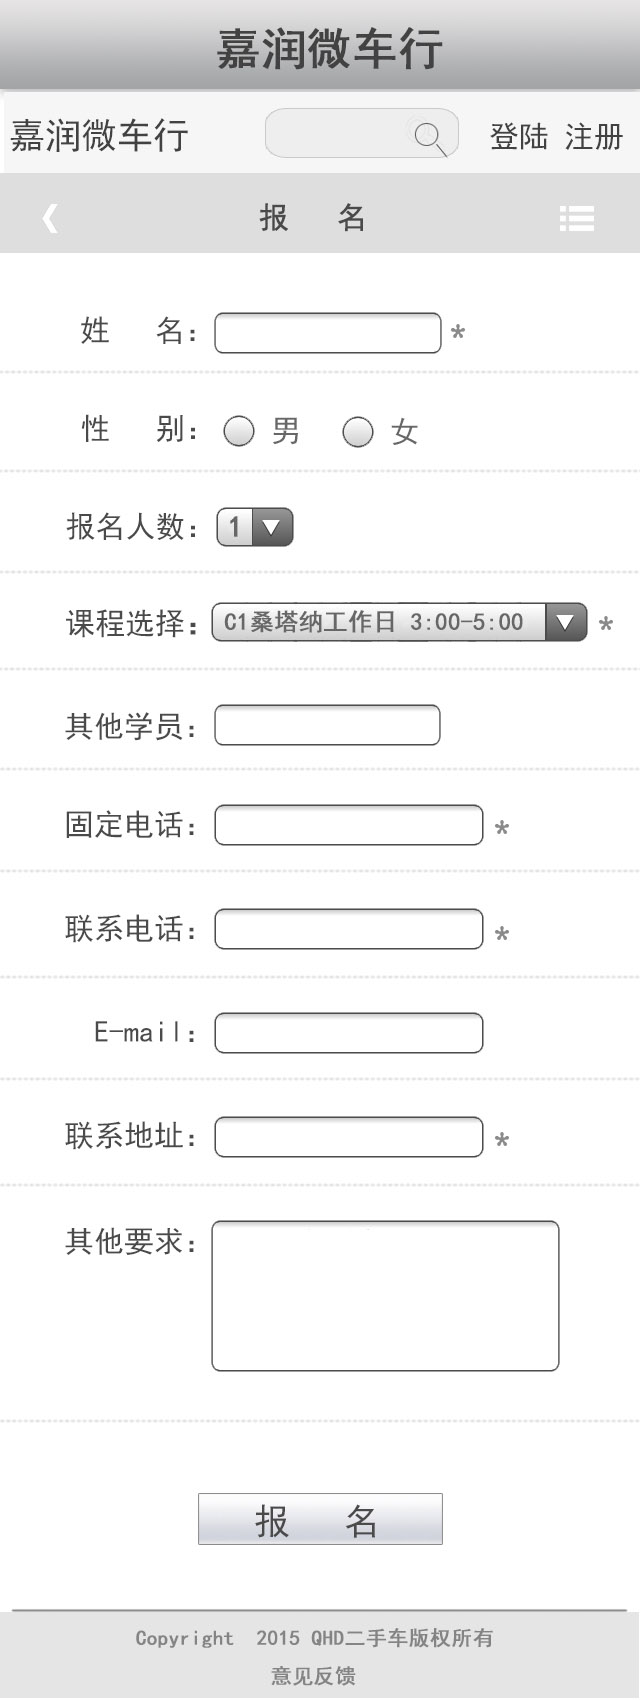 嘉润微车行
嘉润微车行 登陆 注册
报 名
姓 名： *
性 别： 男 女
报名人数： 1
课程选择： C1桑塔纳工作日 3:00-5:00 *
其他学员：
固定电话： *
联系电话： *
E-mail：
联系地址： *
其他要求：
报 名
Copyright 2015 QHD二手车版权所有
意见反馈